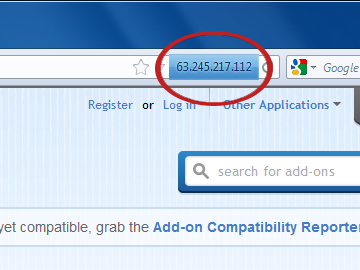 63.245.217.112
Google
Register or Log in Other Applications
search for add-ons
yet compatible, grab the Add-on Compatibility Reporter